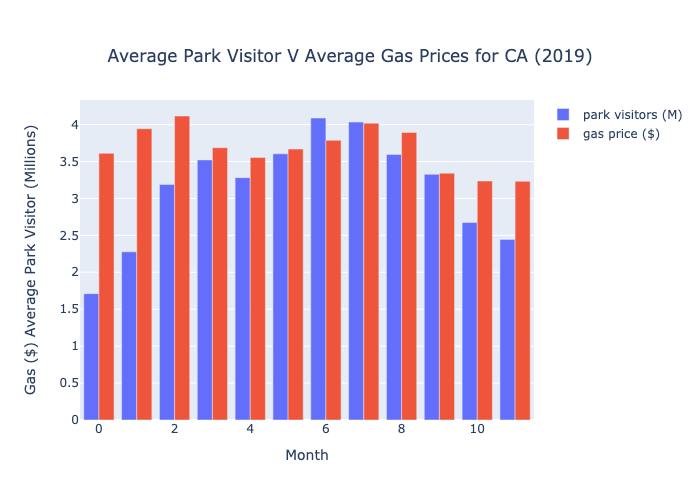 Average Park Visitor V Average Gas Prices for CA (2019)
park visitors (M)
gas price ($)
Gas ($) Average Park Visitor (Millions)
4
3.5
3
2.5
2
1.5
1
0.5
0
0 2 4 6 8 10
Month